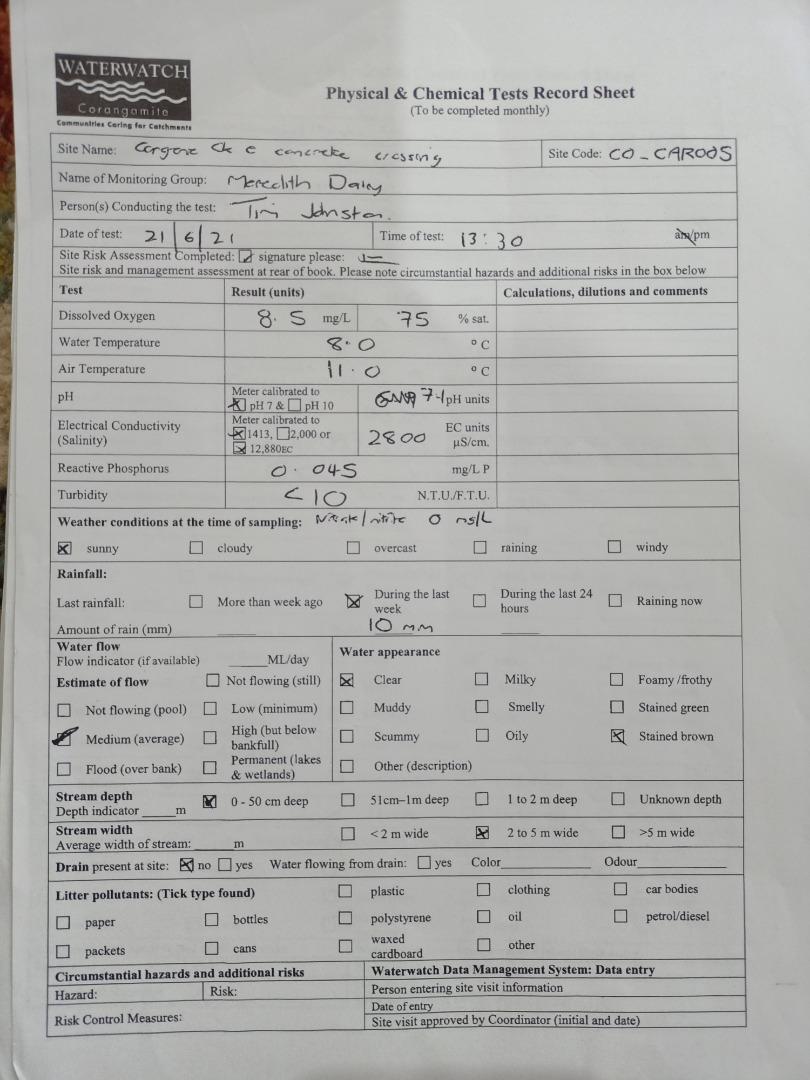 WATERWATCH
Corangamite
Communities Caring for Catchments
Physical & Chemical Tests Record Sheet
(To be completed monthly)
Site Name: Ck @ concrete crossing Site Code: CO_CAR005
Name of Monitoring Group: Meredith Dairy
Person(s) Conducting the test: Tim Johnston.
Date of test: 21/6/21 Time of test: 13:30 am/pm
Site Risk Assessment Completed: signature please:
Site risk and management assessment at rear of book. Please note circumstantial hazards and additional risks in the box below
Test Result (units) Calculations, dilutions and comments
Dissolved Oxygen 8.5 mg/L 75 % sat.
Water Temperature 8.0 °C
Air Temperature 11.0 °C
pH Meter calibrated to pH 7 & pH 10 7.1 pH units
Electrical Conductivity (Salinity) Meter calibrated to 1413, 2,000 or 12,880EC 2800 EC units µS/cm.
Reactive Phosphorus 0.045 mg/L P
Turbidity <10 N.T.U./F.T.U.
Weather conditions at the time of sampling: Nitrate/nitrite 0 mg/L
sunny cloudy overcast raining windy
Rainfall:
Last rainfall: More than week ago During the last week During the last 24 hours Raining now
Amount of rain (mm) 10 mm
Water flow
Flow indicator (if available) ML/day
Water appearance
Estimate of flow Not flowing (still) Clear Milky Foamy /frothy
Not flowing (pool) Low (minimum) Muddy Smelly Stained green
Medium (average) High (but below bankfull) Scummy Oily Stained brown
Flood (over bank) Permanent (lakes & wetlands) Other (description)
Stream depth
Depth indicator m 0 - 50 cm deep 51cm–1m deep 1 to 2 m deep Unknown depth
Stream width
Average width of stream: m < 2 m wide 2 to 5 m wide >5 m wide
Drain present at site: no yes Water flowing from drain: yes Color Odour
Litter pollutants: (Tick type found) plastic clothing car bodies
paper bottles polystyrene oil petrol/diesel
packets cans waxed cardboard other
Circumstantial hazards and additional risks
Hazard: Risk:
Risk Control Measures:
Waterwatch Data Management System: Data entry
Person entering site visit information
Date of entry
Site visit approved by Coordinator (initial and date)